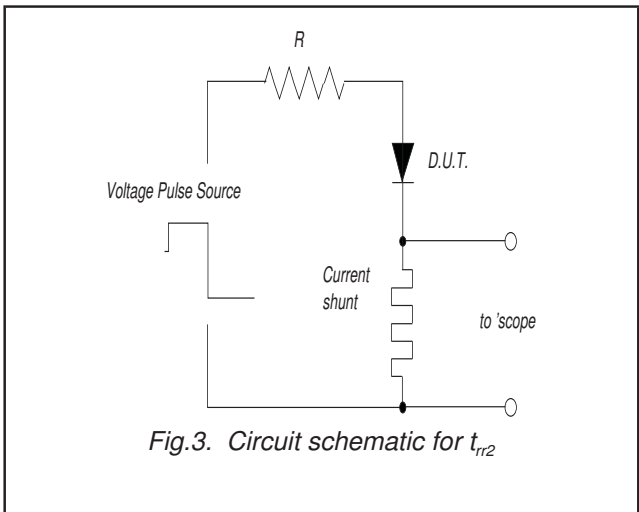 R
D.U.T.
Voltage Pulse Source
Current
shunt
to 'scope
Fig.3. Circuit schematic for trr2